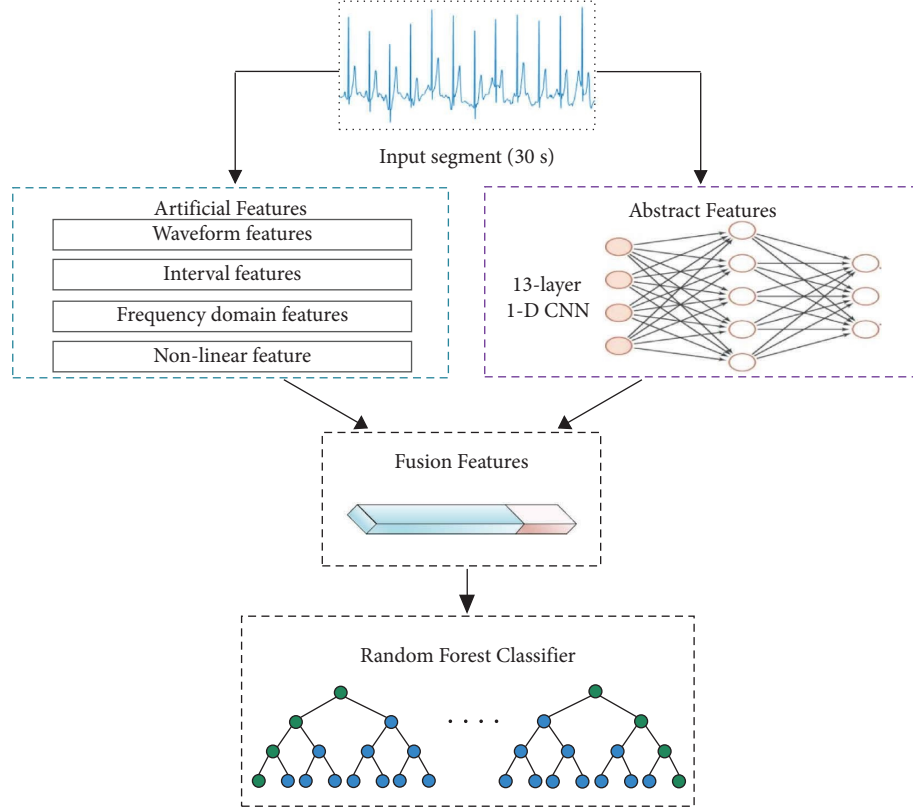 Input segment (30 s)
Artificial Features
Waveform features
Interval features
Frequency domain features
Non-linear feature
Abstract Features
13-layer
1-D CNN
Fusion Features
Random Forest Classifier